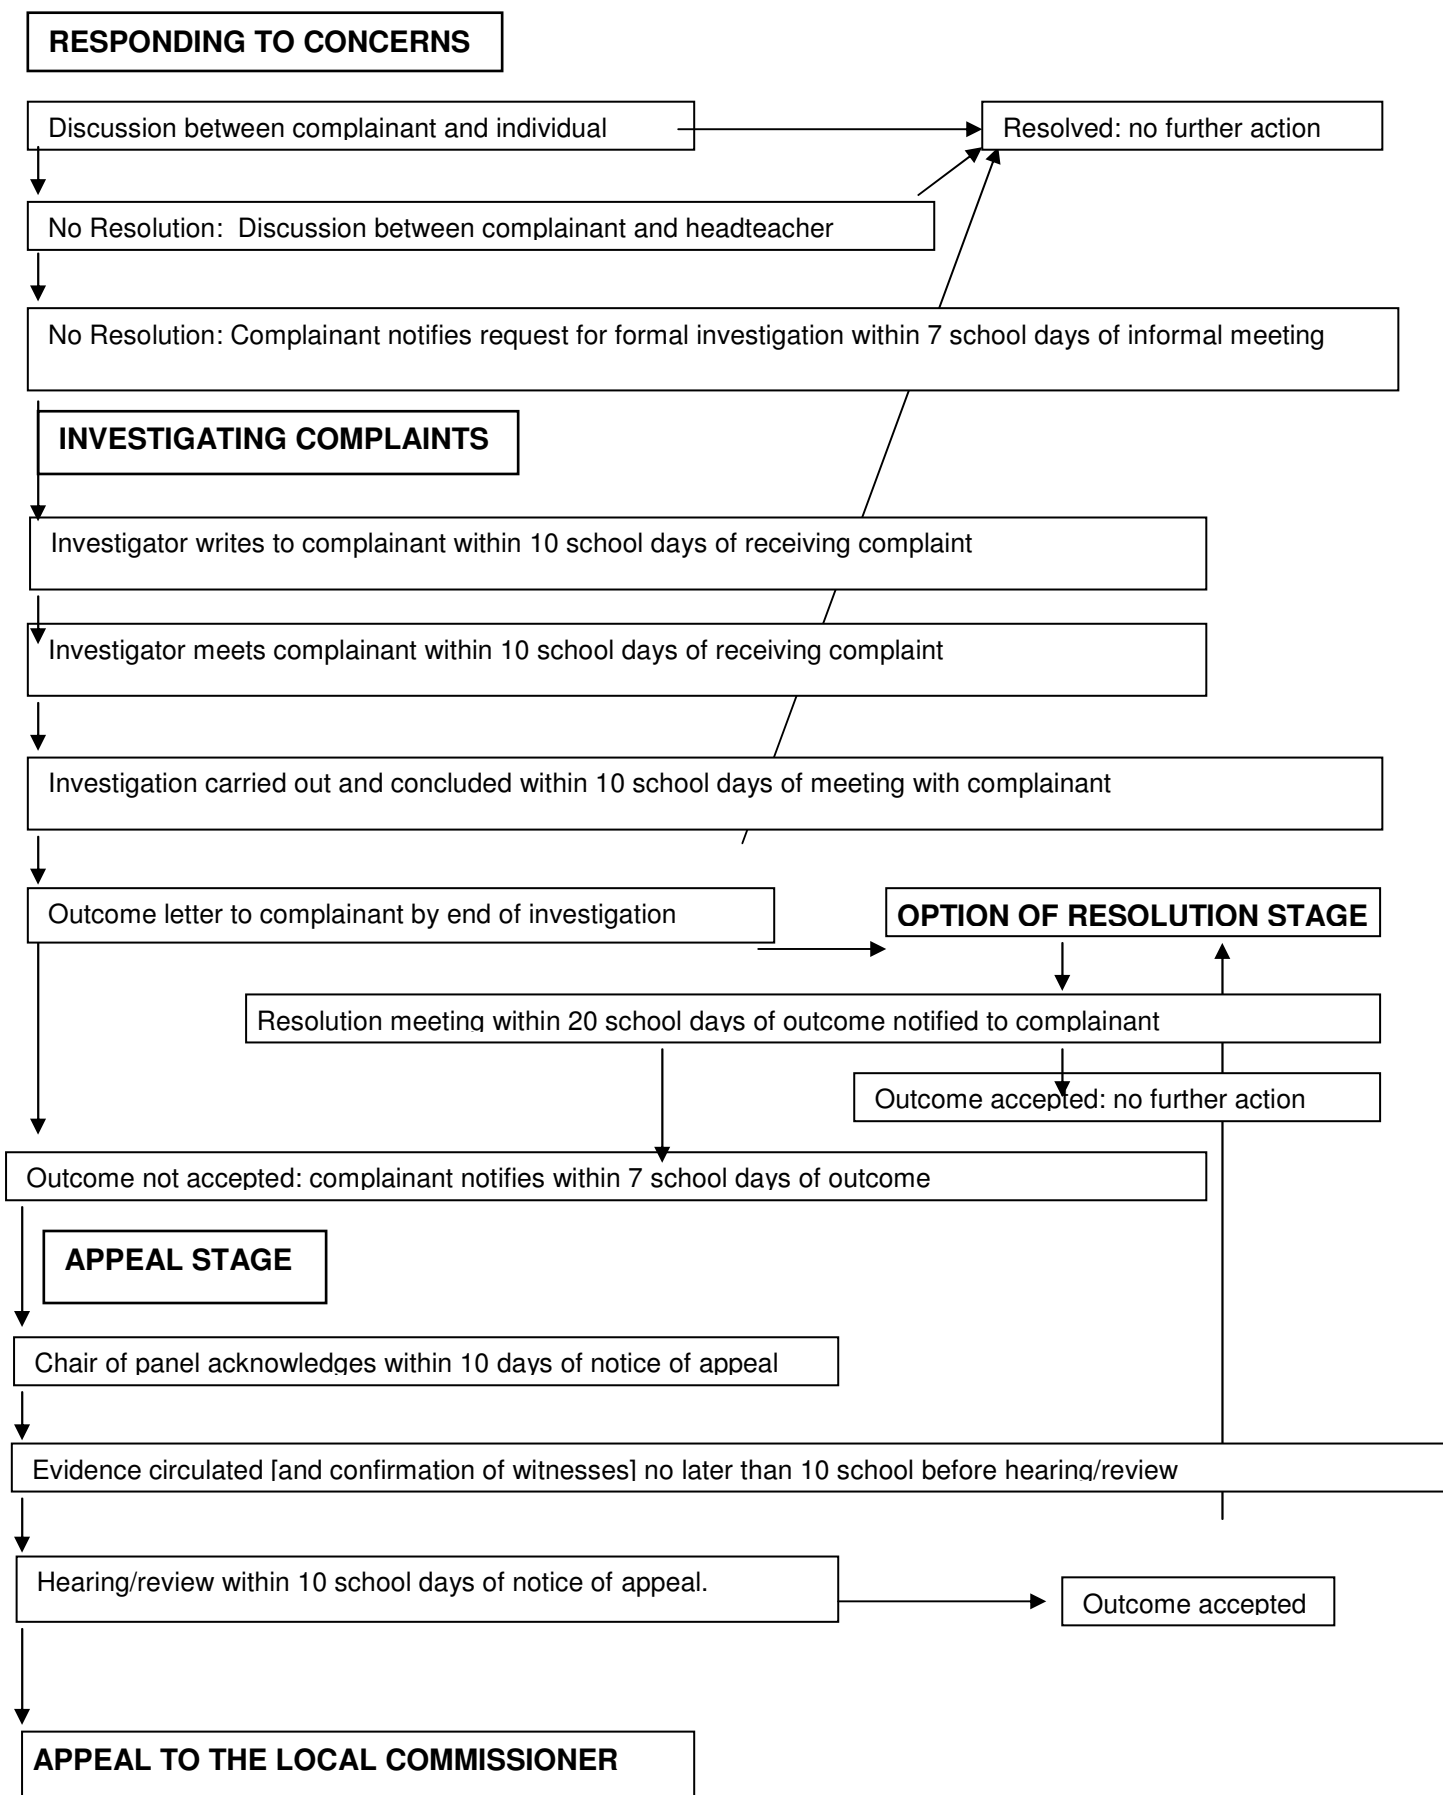 RESPONDING TO CONCERNS
Discussion between complainant and individual
Resolved: no further action
No Resolution:  Discussion between complainant and headteacher
No Resolution: Complainant notifies request for formal investigation within 7 school days of informal meeting
INVESTIGATING COMPLAINTS
Investigator writes to complainant within 10 school days of receiving complaint
Investigator meets complainant within 10 school days of receiving complaint
Investigation carried out and concluded within 10 school days of meeting with complainant
Outcome letter to complainant by end of investigation
OPTION OF RESOLUTION STAGE
Resolution meeting within 20 school days of outcome notified to complainant
Outcome accepted: no further action
Outcome not accepted: complainant notifies within 7 school days of outcome
APPEAL STAGE
Chair of panel acknowledges within 10 days of notice of appeal
Evidence circulated [and confirmation of witnesses] no later than 10 school before hearing/review
Hearing/review within 10 school days of notice of appeal.
Outcome accepted
APPEAL TO THE LOCAL COMMISSIONER